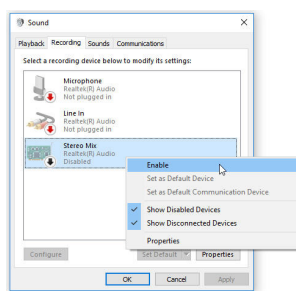 Sound
Playback Recording Sounds Communications
Select a recording device below to modify its settings:
Microphone
Realtek(R) Audio
Not plugged in
Line In
Realtek(R) Audio
Not plugged in
Stereo Mix
Realtek(R) Audio
Disabled
Enable
Set as Default Device
Set as Default Communication Device
Show Disabled Devices
Show Disconnected Devices
Properties
Configure Set Default Properties
OK Cancel Apply